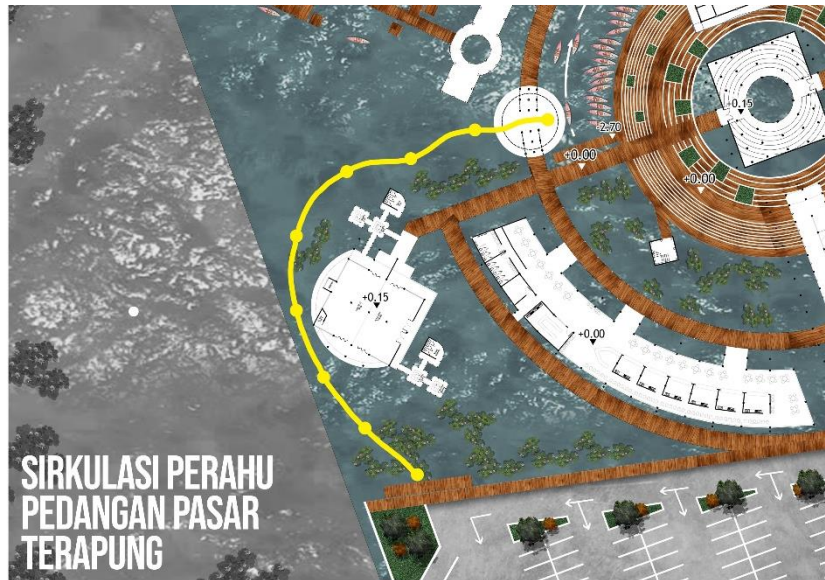 +0.15
-2.70
+0.00
+0.00
+0.15
+0.00
SIRKULASI PERAHU
PEDANGAN PASAR
TERAPUNG